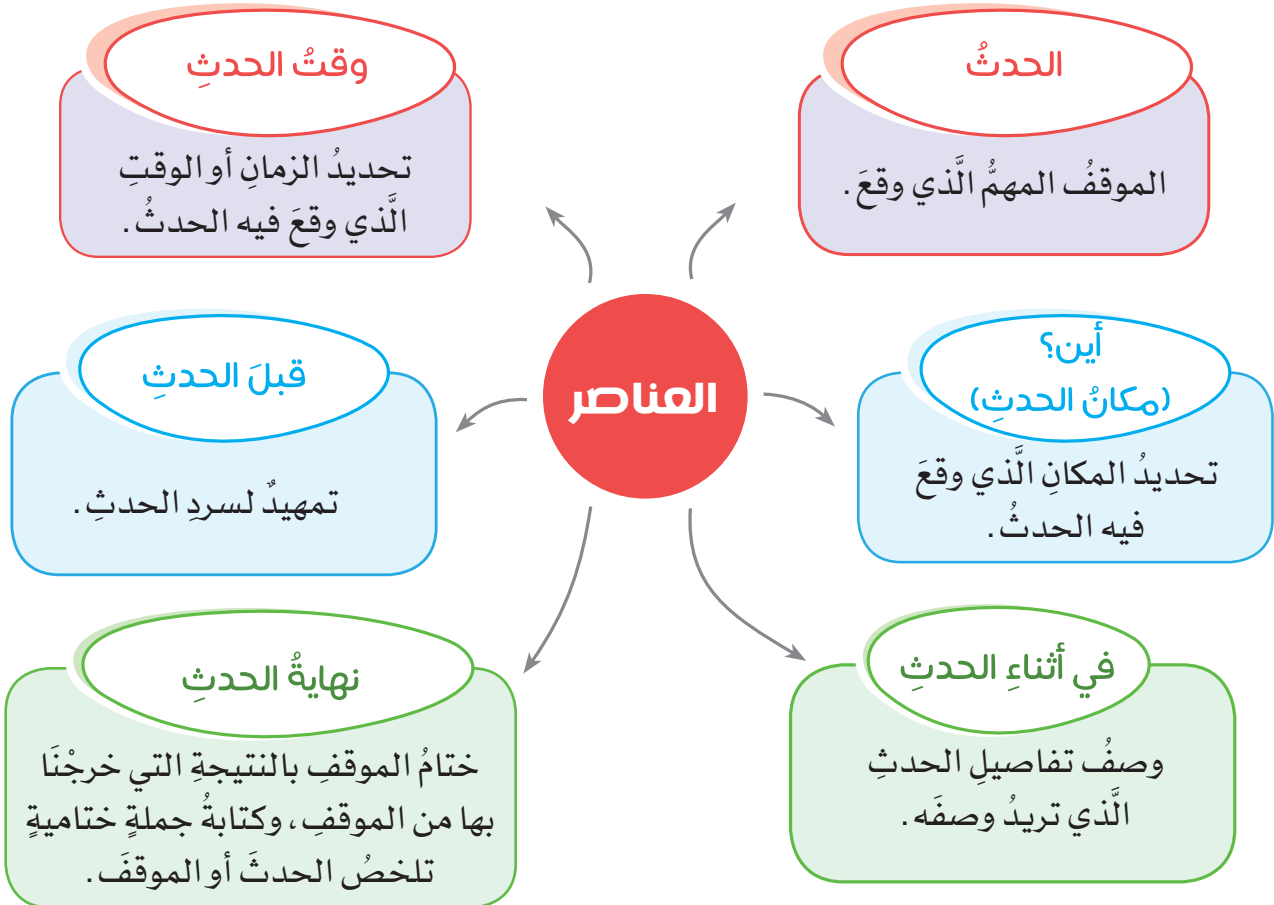 الحدثُ
الموقفُ المهمُّ الَّذي وقعَ.
وقتُ الحدثِ
تحديدُ الزمانِ أو الوقتِ
الَّذي وقعَ فيه الحدثُ.
العناصر
أين؟
(مكانُ الحدثِ)
تحديدُ المكانِ الَّذي وقعَ
فيه الحدثُ.
قبلَ الحدثِ
تمهيدٌ لسردِ الحدثِ.
في أثناءِ الحدثِ
وصفُ تفاصيلِ الحدثِ
الَّذي تريدُ وصفَه.
نهايةُ الحدثِ
ختامُ الموقفِ بالنتيجةِ التي خرجْنَا
بها من الموقفِ، وكتابةُ جملةٍ ختاميةٍ
تلخصُ الحدثَ أو الموقفَ.